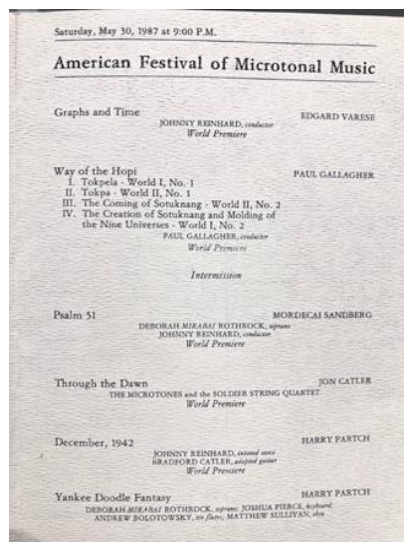 Saturday, May 30, 1987 at 9:00 P.M.
American Festival of Microtonal Music
Graphs and Time EDGARD VARESE
JOHNNY REINHARD, conductor
World Premiere
Way of the Hopi PAUL GALLAGHER
I. Tokpela - World I, No. 1
II. Tokpa - World II, No. 1
III. The Coming of Sotuknang - World II, No. 2
IV. The Creation of Sotuknang and Molding of
the Nine Universes - World I, No. 2
PAUL GALLAGHER, conductor
World Premiere
Intermission
Psalm 51 MORDECAI SANDBERG
DEBORAH MIRABAI ROTHROCK, soprano
JOHNNY REINHARD, conductor
World Premiere
Through the Dawn JON CATLER
THE MICROTONES and the SOLDIER STRING QUARTET
World Premiere
December, 1942 HARRY PARTCH
JOHNNY REINHARD, intoned voice
BRADFORD CATLER, adapted guitar
World Premiere
Yankee Doodle Fantasy HARRY PARTCH
DEBORAH MIRABAI ROTHROCK, soprano; JOSHUA PIERCE, keyboard;
ANDREW BOLOTOWSKY, tin flutes; MATTHEW SULLIVAN, oboe